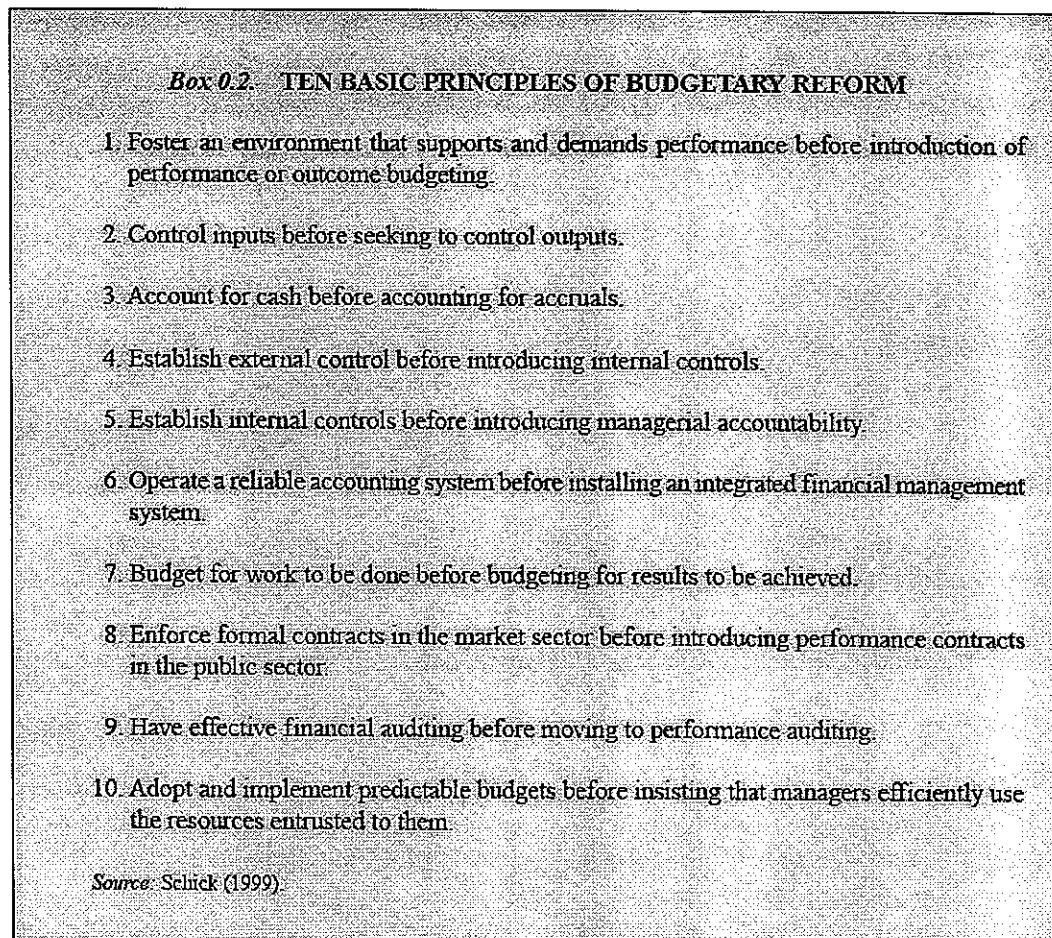 Box 0.2. TEN BASIC PRINCIPLES OF BUDGETARY REFORM
1. Foster an environment that supports and demands performance before introduction of
performance or outcome budgeting.
2. Control inputs before seeking to control outputs.
3. Account for cash before accounting for accruals.
4. Establish external control before introducing internal controls.
5. Establish internal controls before introducing managerial accountability.
6. Operate a reliable accounting system before installing an integrated financial management
system.
7. Budget for work to be done before budgeting for results to be achieved.
8. Enforce formal contracts in the market sector before introducing performance contracts
in the public sector.
9. Have effective financial auditing before moving to performance auditing.
10. Adopt and implement predictable budgets before insisting that managers efficiently use
the resources entrusted to them.
Source: Schick (1999).